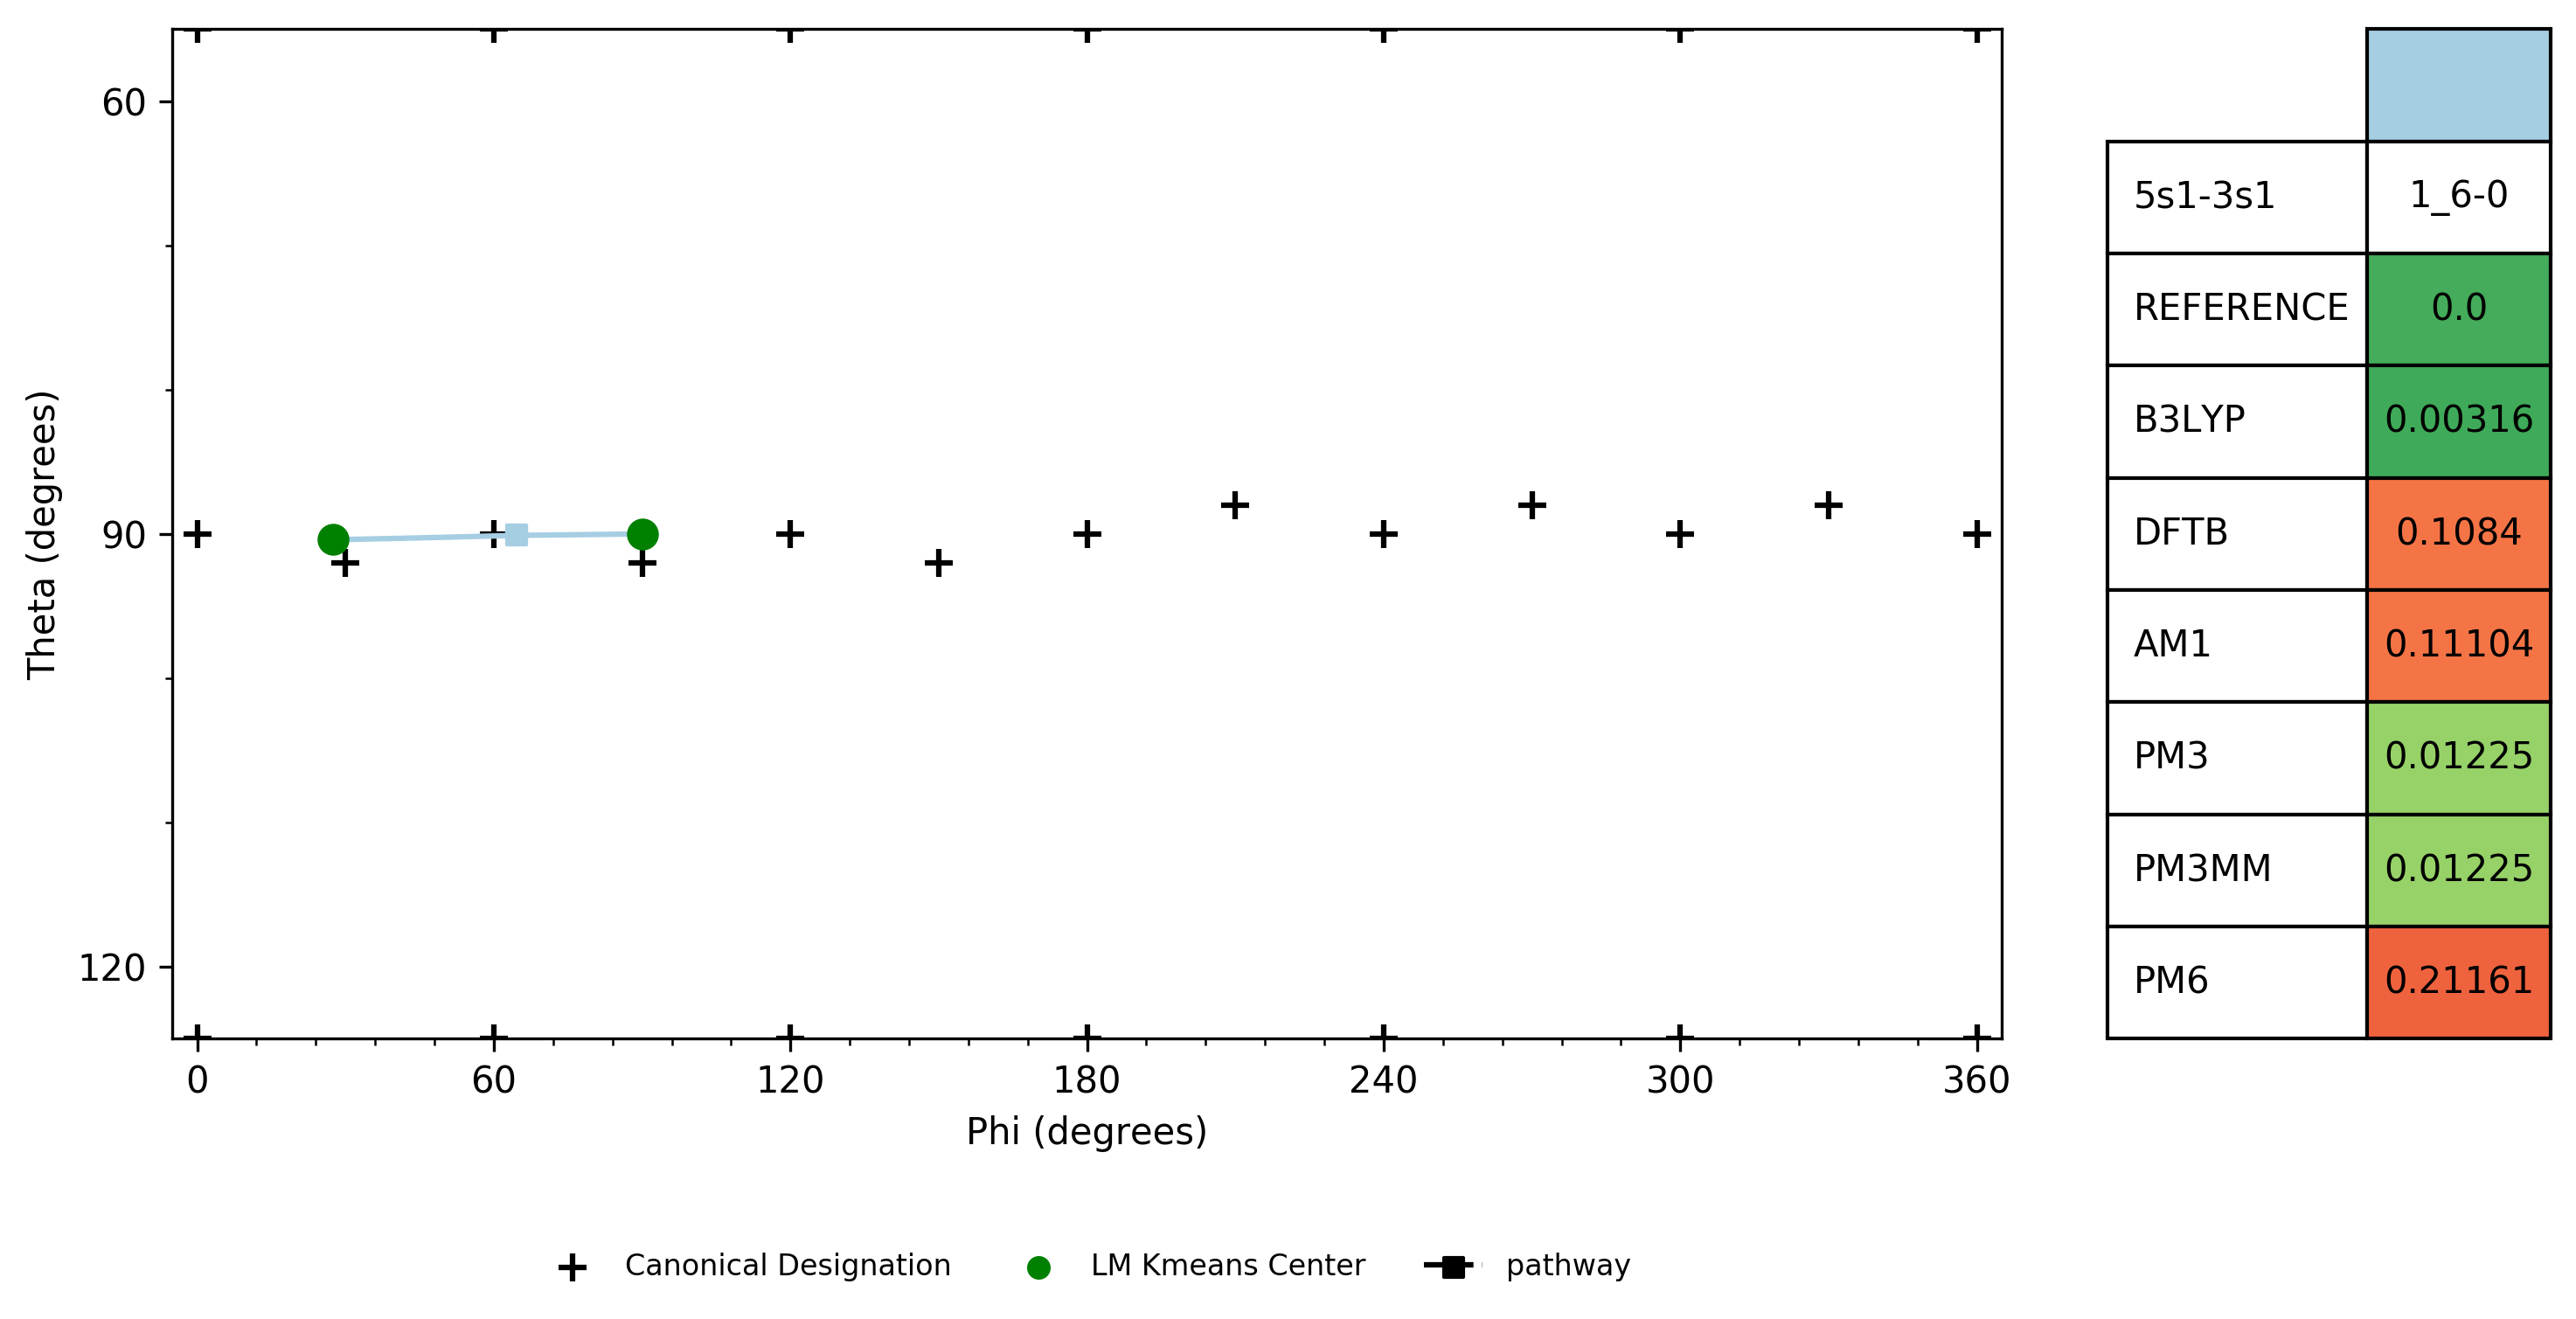 60
90
120
Theta (degrees)
0 60 120 180 240 300 360
Phi (degrees)
Canonical Designation LM Kmeans Center pathway
5s1-3s1 1_6-0
REFERENCE 0.0
B3LYP 0.00316
DFTB 0.1084
AM1 0.11104
PM3 0.01225
PM3MM 0.01225
PM6 0.21161